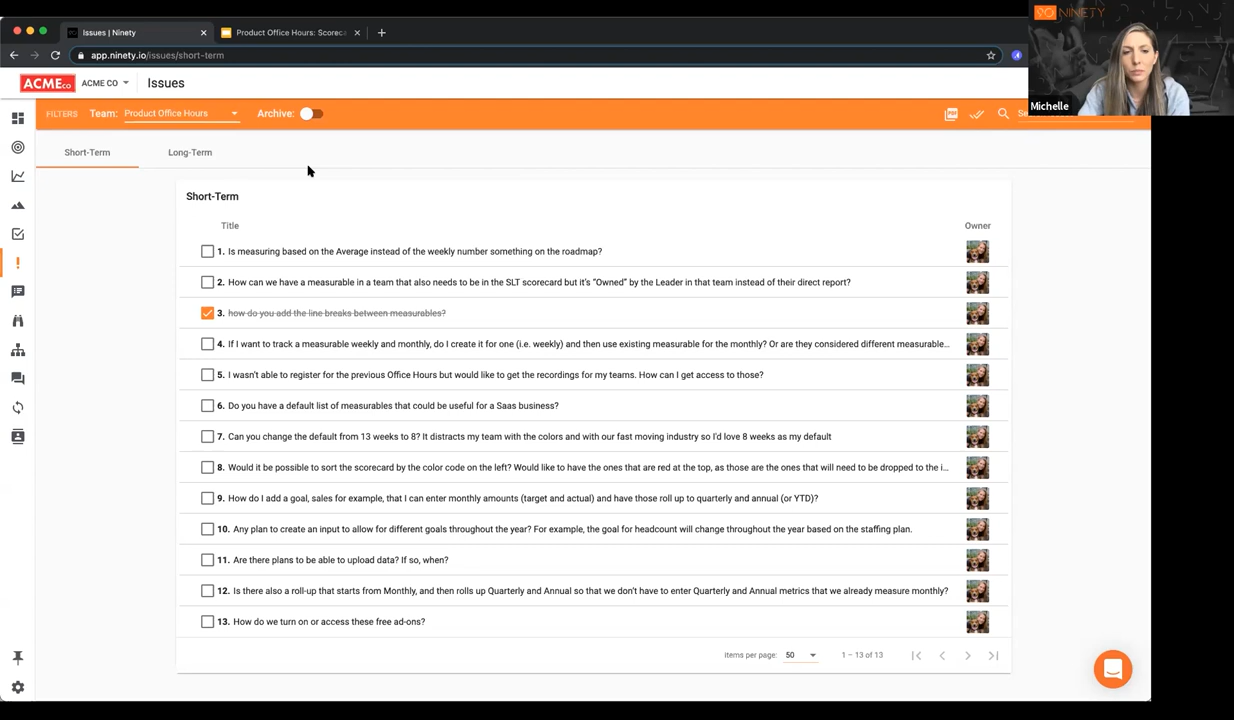 Issues | Ninety
Product Office Hours: Scorec
app.ninety.io/issues/short-term
NINETY
Michelle
ACMEco
ACME CO
Issues
FILTERS
Team:
Product Office Hours
Archive:
PDF
Short-Term
Long-Term
Short-Term
Title
Owner
1. Is measuring based on the Average instead of the weekly number something on the roadmap?
2. How can we have a measurable in a team that also needs to be in the SLT scorecard but it's “Owned” by the Leader in that team instead of their direct report?
3. how do you add the line breaks between measurables?
4. If I want to track a measurable weekly and monthly, do I create it for one (i.e. weekly) and then use existing measurable for the monthly? Or are they considered different measurable...
5. I wasn't able to register for the previous Office Hours but would like to get the recordings for my teams. How can I get access to those?
6. Do you have a default list of measurables that could be useful for a Saas business?
7. Can you change the default from 13 weeks to 8? It distracts my team with the colors and with our fast moving industry so I'd love 8 weeks as my default
8. Would it be possible to sort the scorecard by the color code on the left? Would like to have the ones that are red at the top, as those are the ones that will need to be dropped to the i...
9. How do I add a goal, sales for example, that I can enter monthly amounts (target and actual) and have those roll up to quarterly and annual (or YTD)?
10. Any plan to create an input to allow for different goals throughout the year? For example, the goal for headcount will change throughout the year based on the staffing plan.
11. Are there plans to be able to upload data? If so, when?
12. Is there also a roll-up that starts from Monthly, and then rolls up Quarterly and Annual so that we don't have to enter Quarterly and Annual metrics that we already measure monthly?
13. How do we turn on or access these free ad-ons?
items per page:
50
1 – 13 of 13